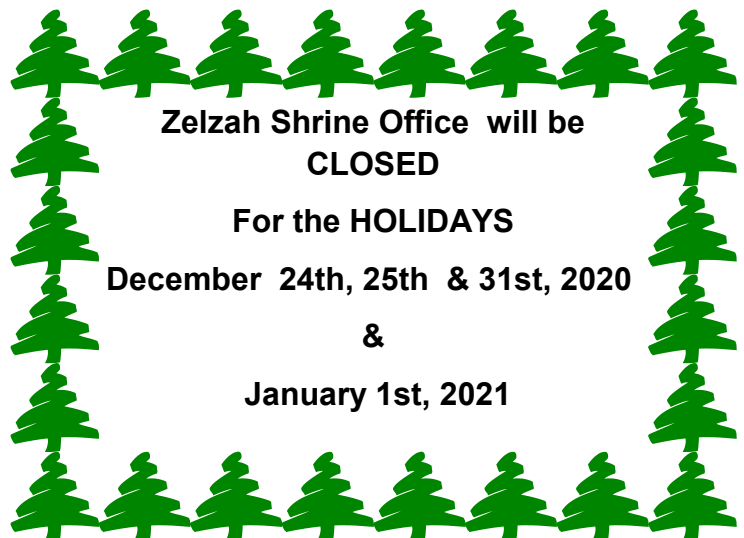 Zelzah Shrine Office  will be
CLOSED
For the HOLIDAYS
December  24th, 25th  & 31st, 2020
&
January 1st, 2021